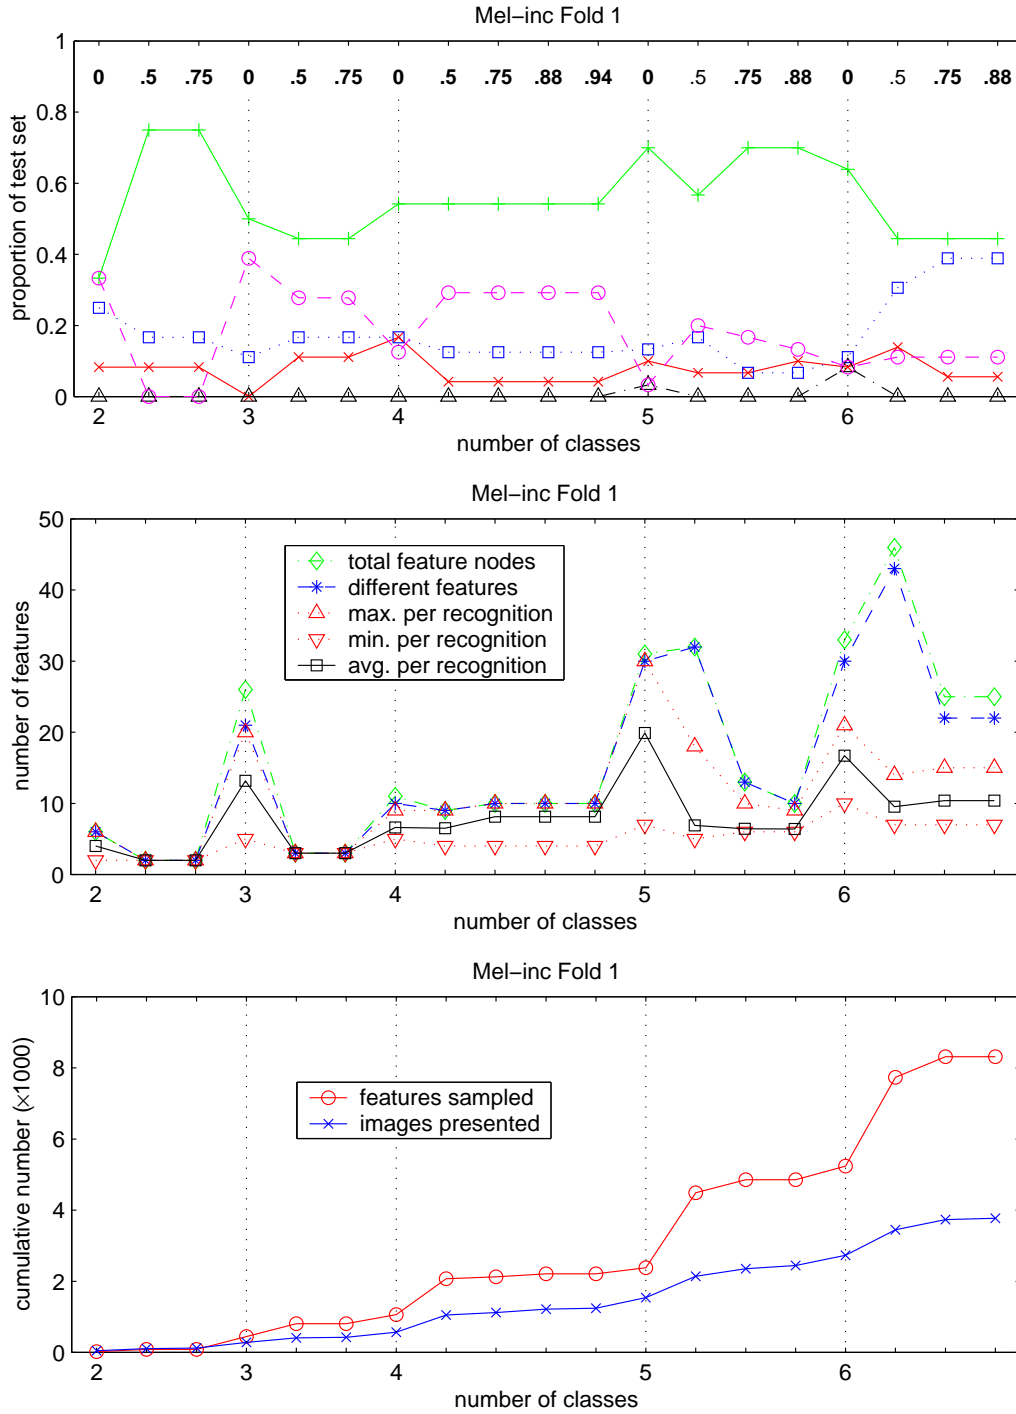 Mel−inc Fold 1
1
0 .5 .75 0 .5 .75 0 .5 .75 .88 .94 0 .5 .75 .88 0 .5 .75 .88
0.8
0.6
0.4
0.2
0
proportion of test set
2 3 4 5 6
number of classes
Mel−inc Fold 1
50
40
30
20
10
0
number of features
total feature nodes
different features
max. per recognition
min. per recognition
avg. per recognition
2 3 4 5 6
number of classes
Mel−inc Fold 1
10
8
6
4
2
0
cumulative number (×1000)
features sampled
images presented
2 3 4 5 6
number of classes